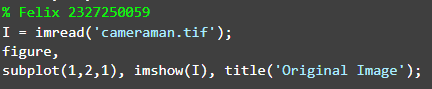 % Felix 2327250059
I = imread('cameraman.tif');
figure,
subplot(1,2,1), imshow(I), title('Original Image');